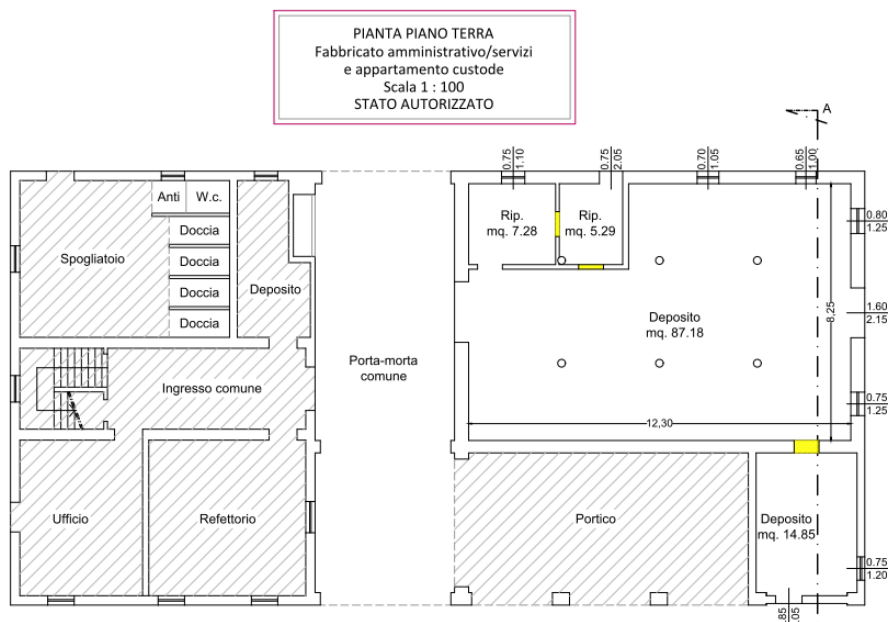 PIANTA PIANO TERRA
Fabbricato amministrativo/servizi
e appartamento custode
Scala 1 : 100
STATO AUTORIZZATO
A
0.75
1.10
0.75
2.05
0.70
1.05
0.65
1.00
Anti
W.c.
Doccia
Doccia
Doccia
Doccia
Spogliatoio
Deposito
Rip.
mq. 7.28
Rip.
mq. 5.29
0.80
1.25
Deposito
mq. 87.18
8,25
1.60
2.15
Porta-morta
comune
Ingresso comune
0.75
1.25
12,30
Ufficio
Refettorio
Portico
Deposito
mq. 14.85
0.75
1.20
.85
.05